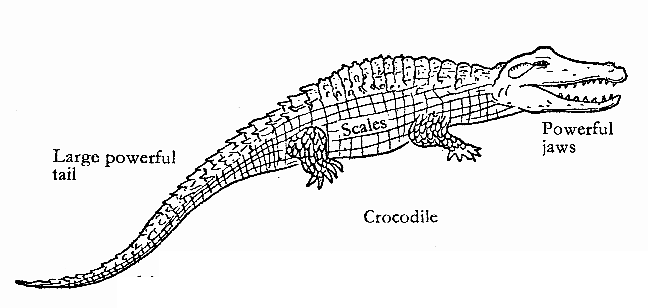 Scales
Powerful
jaws
Large powerful
tail
Crocodile